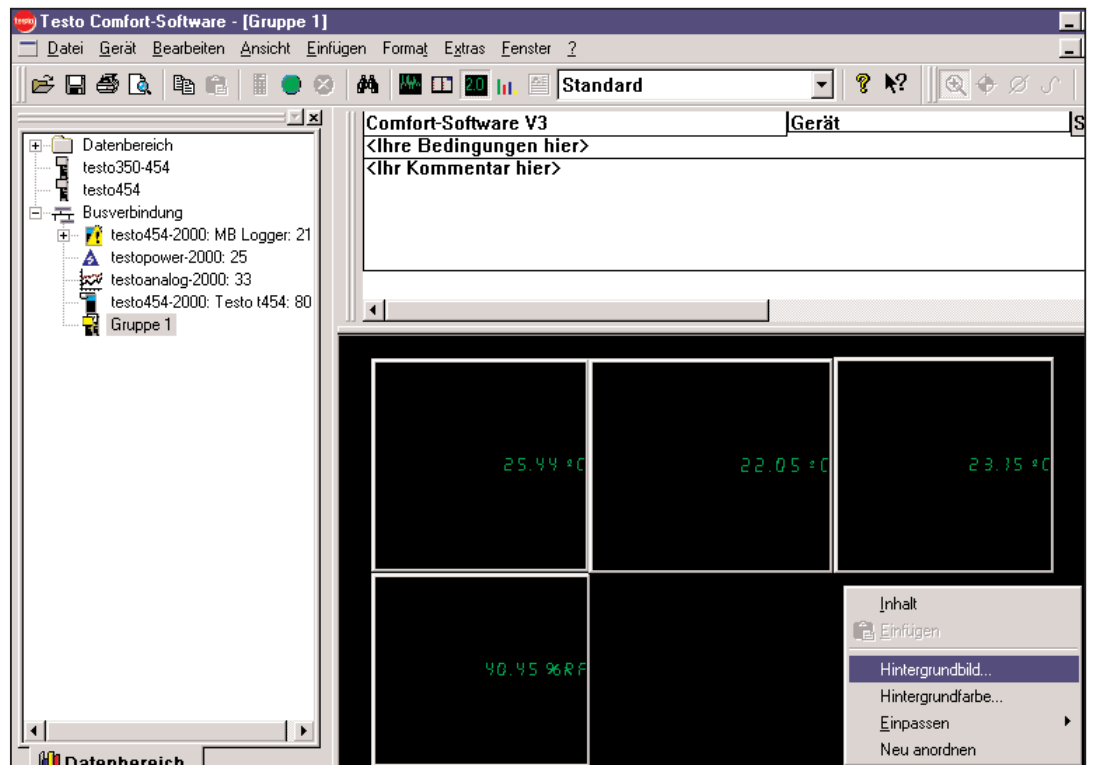 testo Testo Comfort-Software - [Gruppe 1]
Datei Gerät Bearbeiten Ansicht Einfügen Format Extras Fenster ?
2.0 Standard
Comfort-Software V3 Gerät S
<Ihre Bedingungen hier>
<Ihr Kommentar hier>
Datenbereich
testo350-454
testo454
Busverbindung
testo454-2000: MB Logger: 21
testopower-2000: 25
testoanalog-2000: 33
testo454-2000: Testo t454: 80
Gruppe 1
Datenbereich
25.44 °C 22.05 °C 23.15 °C
40.45 %RF
Inhalt
Einfügen
Hintergrundbild...
Hintergrundfarbe...
Einpassen
Neu anordnen